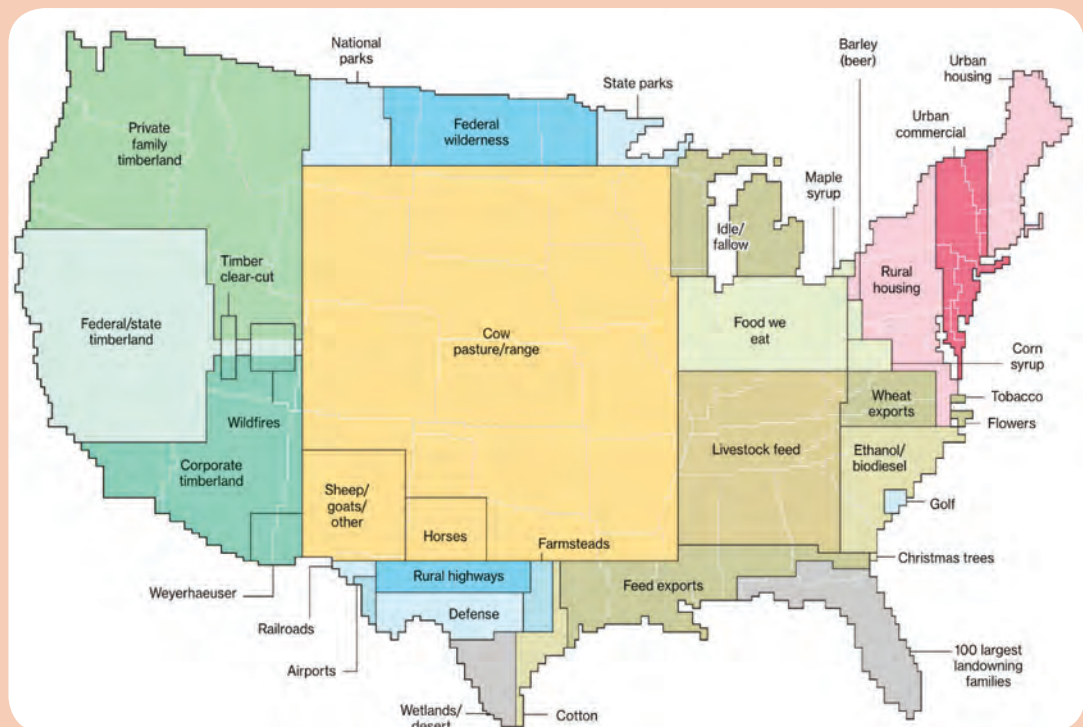 National
parks
State parks
Barley
(beer)
Urban
housing
Urban
commercial
Private
family
timberland
Federal
wilderness
Maple
syrup
Idle/
fallow
Timber
clear-cut
Rural
housing
Federal/state
timberland
Cow
pasture/range
Food we
eat
Corn
syrup
Wildfires
Wheat
exports
Tobacco
Flowers
Corporate
timberland
Livestock feed
Ethanol/
biodiesel
Sheep/
goats/
other
Horses
Golf
Farmsteads
Christmas trees
Weyerhaeuser
Rural highways
Feed exports
Defense
Railroads
Airports
100 largest
landowning
families
Wetlands/
desert
Cotton